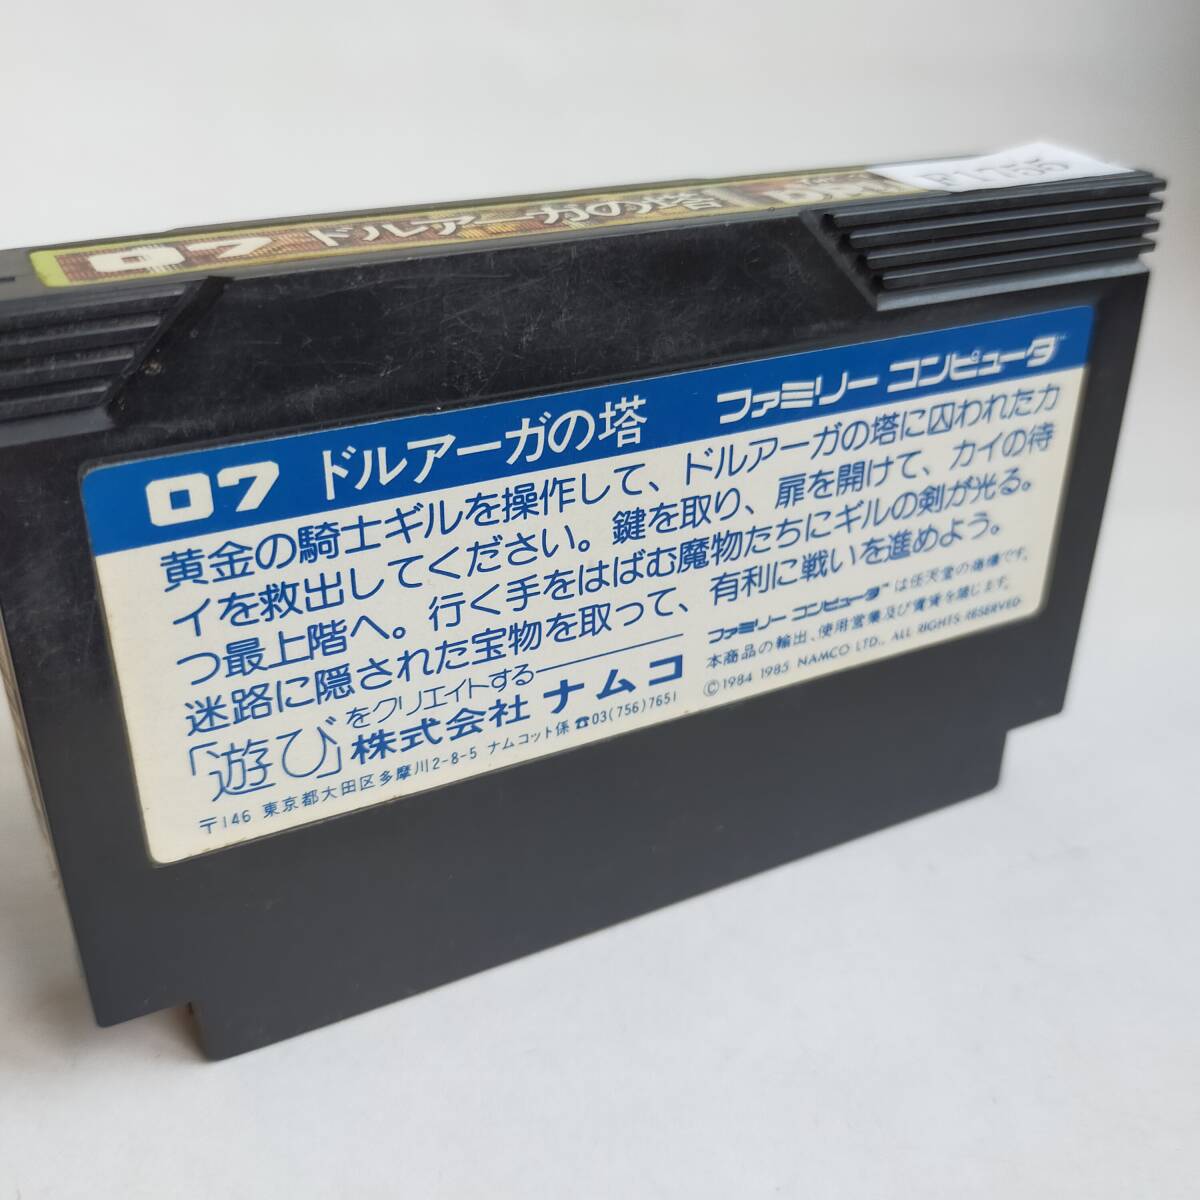 07 ドルアーガの塔 DRU
F1755
07 ドルアーガの塔 ファミリー コンピュータ
黄金の騎士ギルを操作して、ドルアーガの塔に囚われたカ
イを救出してください。鍵を取り、扉を開けて、カイの待
つ最上階へ。行く手をはばむ魔物たちにギルの剣が光る。
迷路に隠された宝物を取って、有利に戦いを進めよう。
「遊び」をクリエイトする
株式会社 ナムコ
〒146 東京都大田区多摩川2-8-5 ナムコット係 ☎03(756)7651
ファミリー コンピュータ™は任天堂の商標です。
本商品の輸出、使用営業及び賃貸を禁じます。
©1984 1985 NAMCO LTD., ALL RIGHTS RESERVED